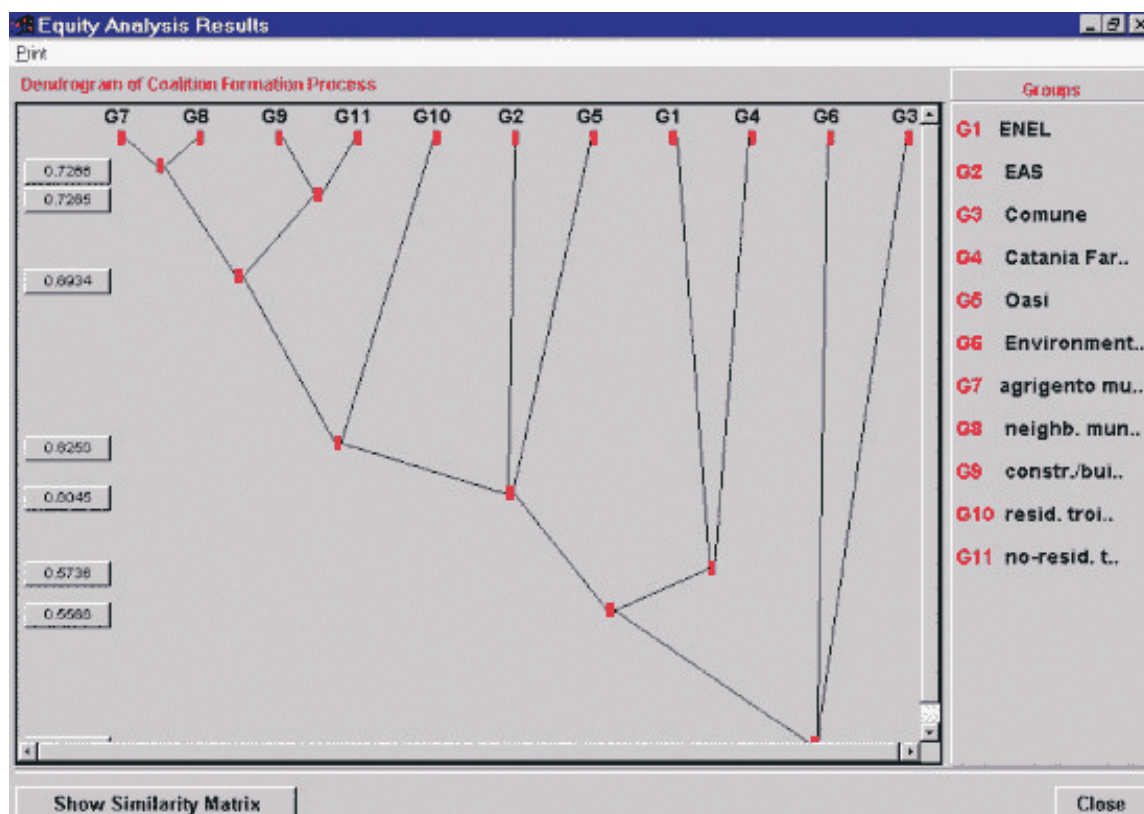 Equity Analysis Results
Print
Dendrogram of Coalition Formation Process
Groups
G7 G8 G9 G11 G10 G2 G5 G1 G4 G6 G3
0.7266
0.7265
0.6934
0.6250
0.6045
0.5736
G1 ENEL
G2 EAS
G3 Comune
G4 Catania Far..
G5 Oasi
G6 Environment..
G7 agrigento mu..
G8 neighb. mun..
G9 constr./bui..
G10 resid. troi..
G11 no-resid. t..
Show Similarity Matrix
Close